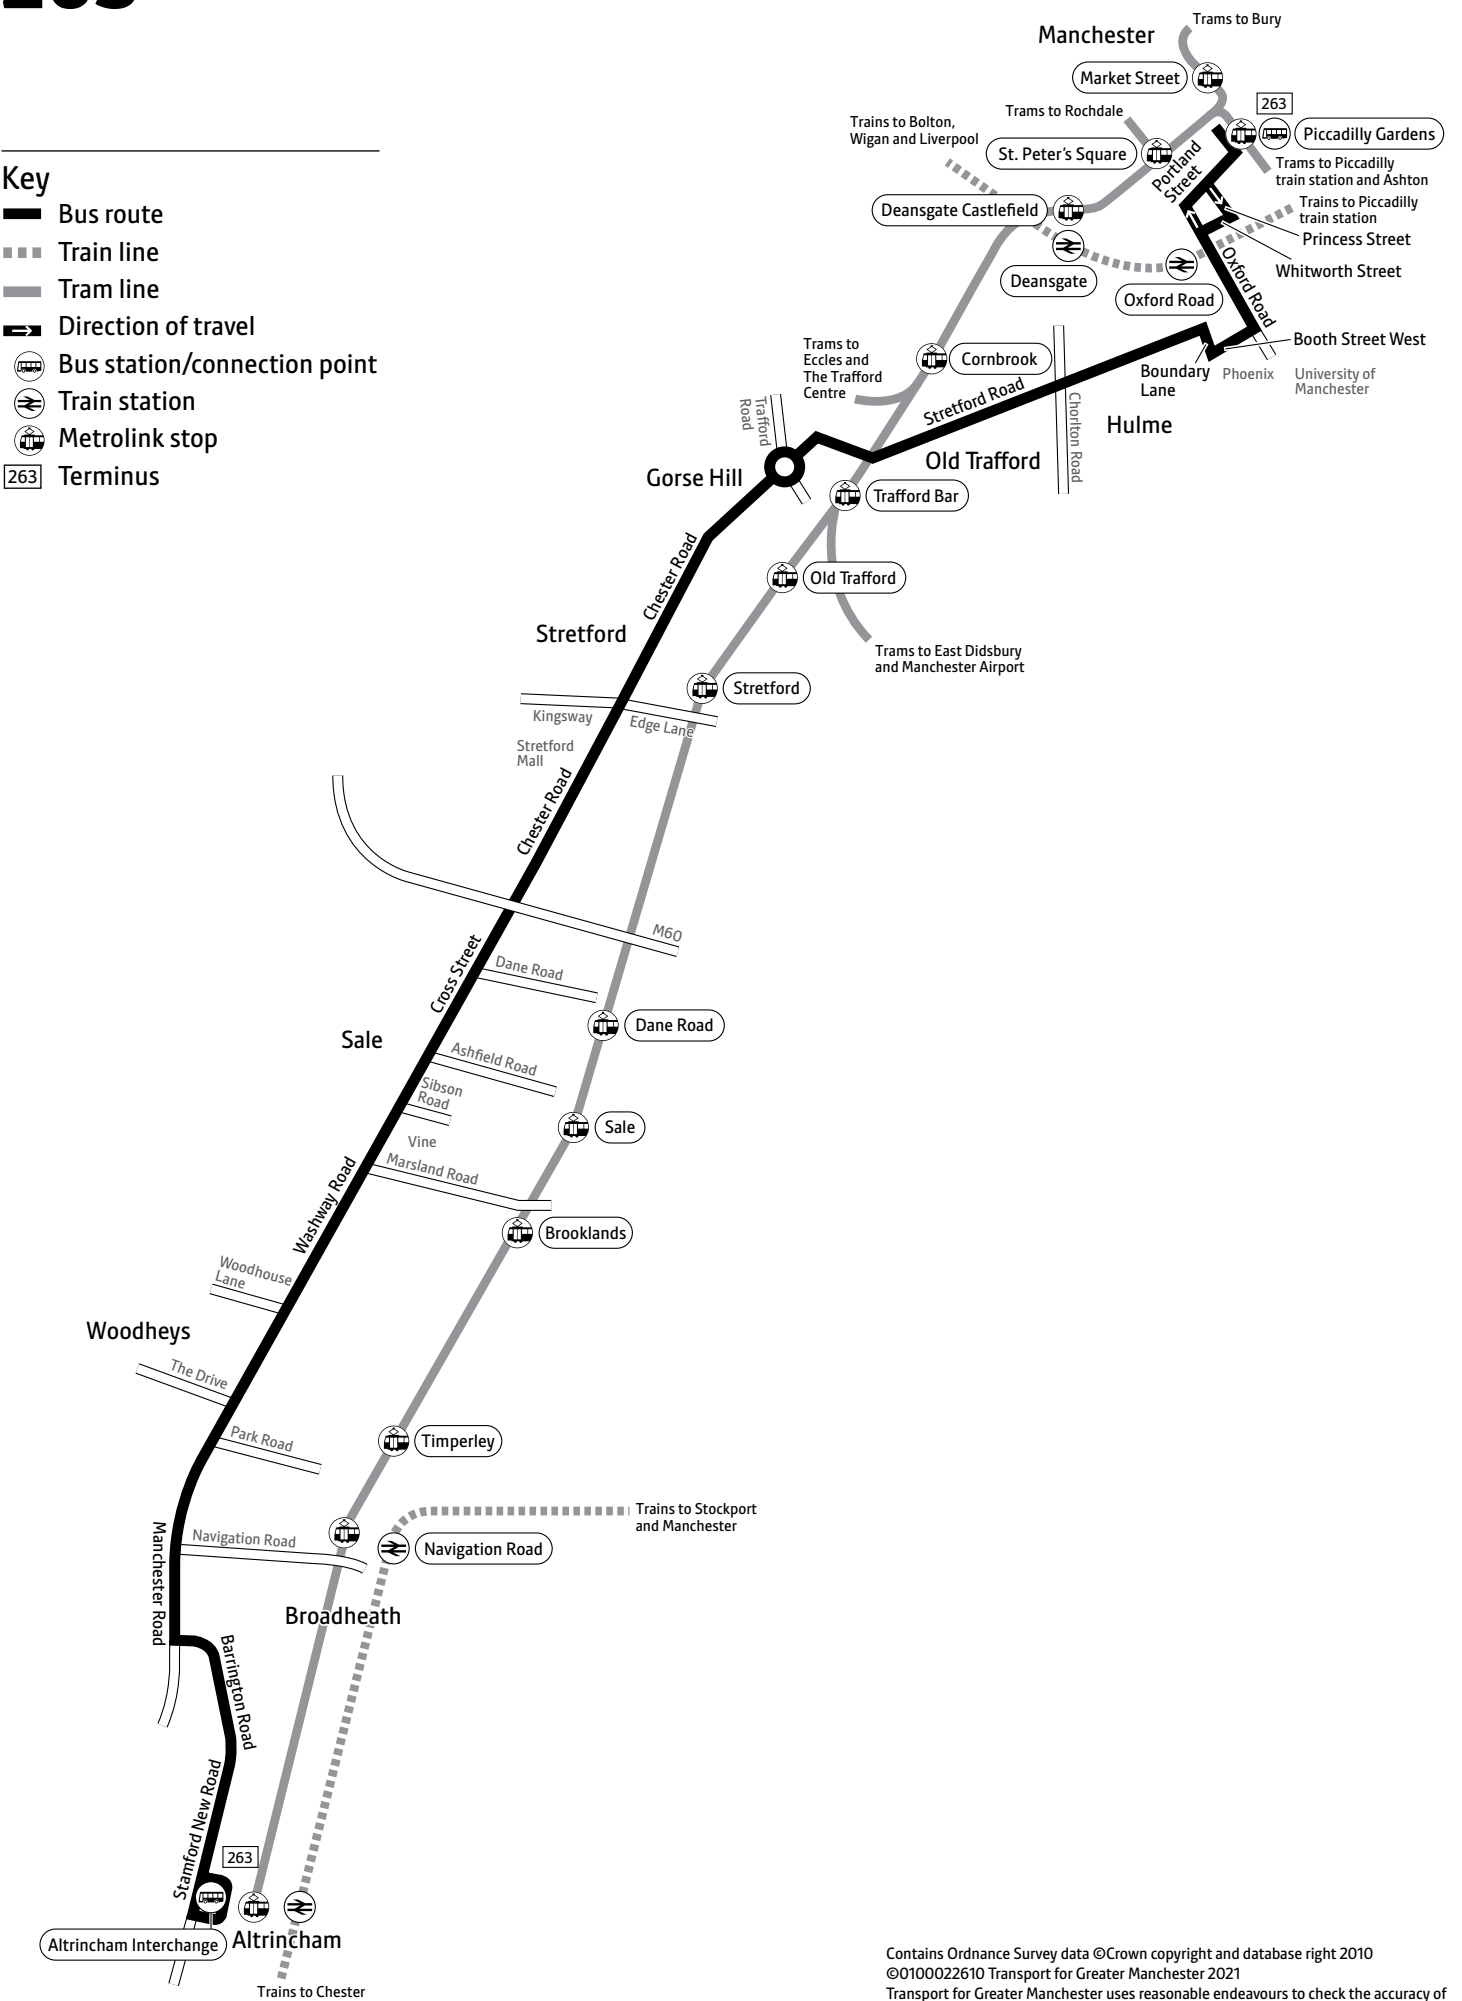 263
Key
Bus route
Train line
Tram line
Direction of travel
Bus station/connection point
Train station
Metrolink stop
263 Terminus
Trams to Bury
Manchester
Market Street
263
Trams to Rochdale
Trains to Bolton,
Wigan and Liverpool
Piccadilly Gardens
St. Peter's Square
Portland
Street
Trams to Piccadilly
train station and Ashton
Deansgate Castlefield
Trains to Piccadilly
train station
Princess Street
Whitworth Street
Deansgate
Oxford Road
Oxford Road
Booth Street West
Trams to
Eccles and
The Trafford
Centre
Cornbrook
Boundary
Lane
Phoenix
University of
Manchester
Stretford Road
Trafford
Road
Chorlton Road
Hulme
Old Trafford
Gorse Hill
Trafford Bar
Chester Road
Old Trafford
Stretford
Trams to East Didsbury
and Manchester Airport
Stretford
Kingsway
Edge Lane
Stretford
Mall
Chester Road
M60
Cross Street
Dane Road
Dane Road
Sale
Ashfield Road
Sibson
Road
Sale
Vine
Marsland Road
Washway Road
Brooklands
Woodhouse
Lane
Woodheys
The Drive
Park Road
Timperley
Trains to Stockport
and Manchester
Manchester Road
Navigation Road
Navigation Road
Broadheath
Barrington Road
Stamford New Road
263
Altrincham Interchange
Altrincham
Trains to Chester
Contains Ordnance Survey data ©Crown copyright and database right 2010
©0100022610 Transport for Greater Manchester 2021
Transport for Greater Manchester uses reasonable endeavours to check the accuracy of